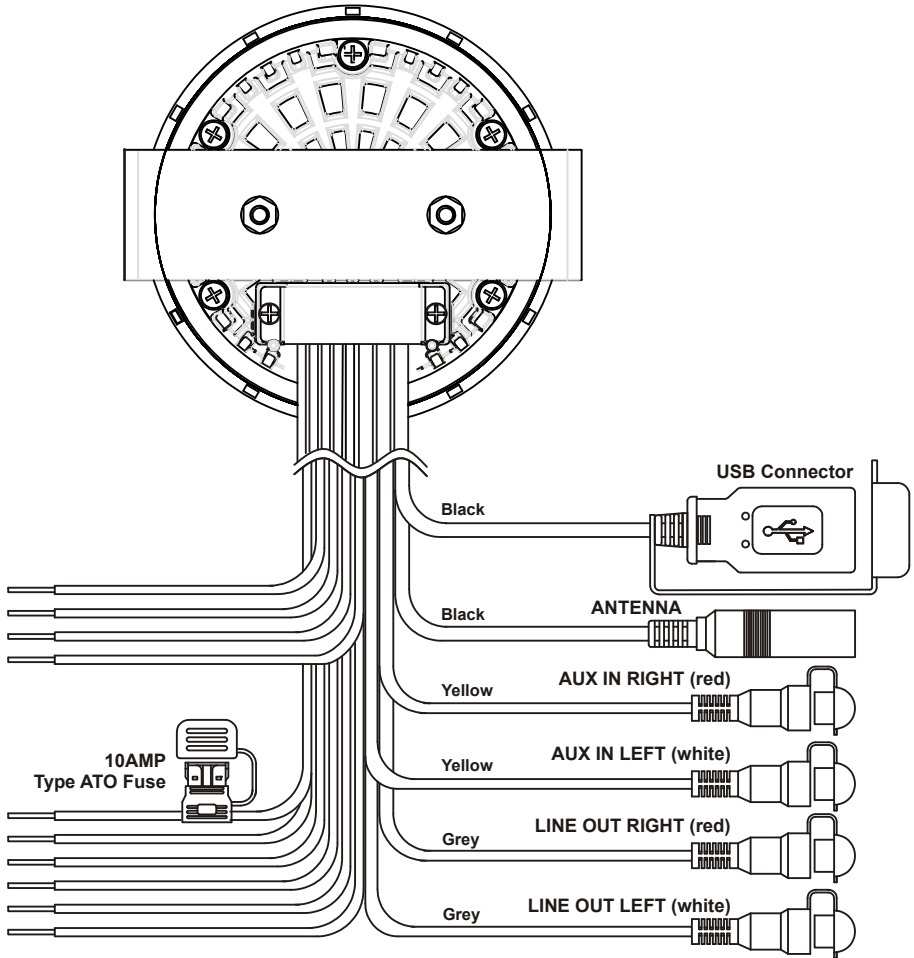 USB Connector
Black
ANTENNA
Black
AUX IN RIGHT (red)
Yellow
AUX IN LEFT (white)
Yellow
10AMP
Type ATO Fuse
LINE OUT RIGHT (red)
Grey
LINE OUT LEFT (white)
Grey